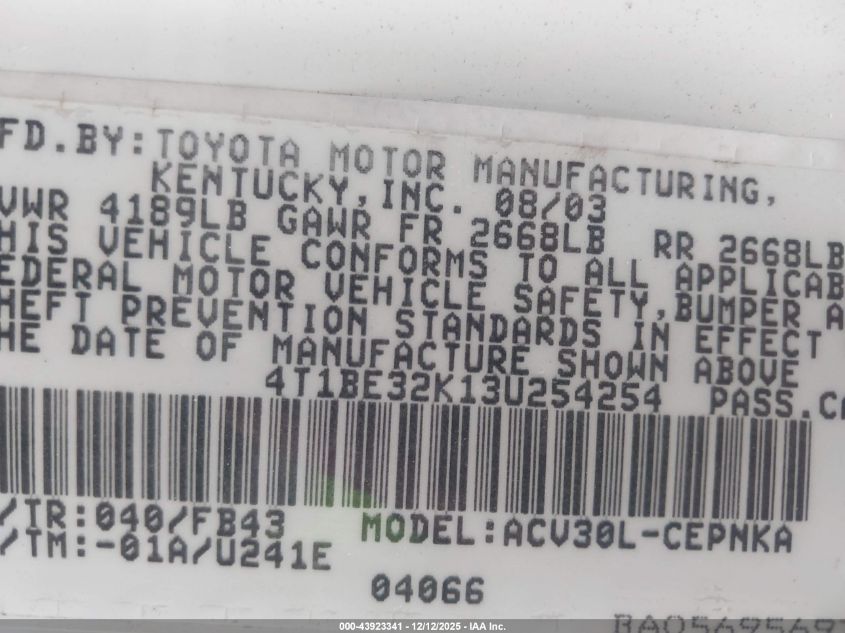 FD.BY:TOYOTA MOTOR MANUFACTURING,
KENTUCKY,INC. 08/03
VWR 4189LB GAWR FR 2668LB RR 2668LB
HIS VEHICLE CONFORMS TO ALL APPLICAB
EDERAL MOTOR VEHICLE SAFETY,BUMPER A
HEFT PREVENTION STANDARDS IN EFFECT
HE DATE OF MANUFACTURE SHOWN ABOVE
4T1BE32K13U254254 PASS.CA
/TR:040/FB43 MODEL:ACV30L-CEPNKA
/TM:-01A/U241E
04066
000-43923341 - 12/12/2025 - IAA Inc.